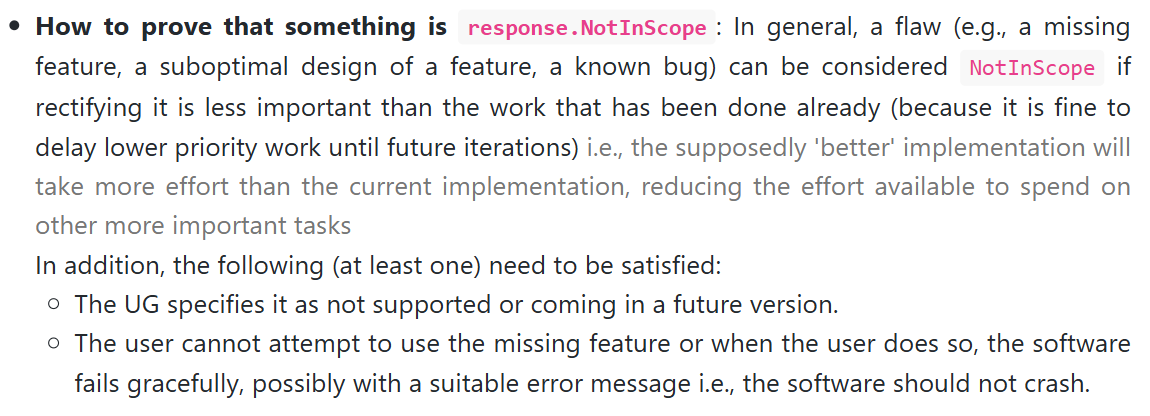 • How to prove that something is response.NotInScope: In general, a flaw (e.g., a missing
feature, a suboptimal design of a feature, a known bug) can be considered NotInScope if
rectifying it is less important than the work that has been done already (because it is fine to
delay lower priority work until future iterations) i.e., the supposedly 'better' implementation will
take more effort than the current implementation, reducing the effort available to spend on
other more important tasks
In addition, the following (at least one) need to be satisfied:
◦ The UG specifies it as not supported or coming in a future version.
◦ The user cannot attempt to use the missing feature or when the user does so, the software
fails gracefully, possibly with a suitable error message i.e., the software should not crash.